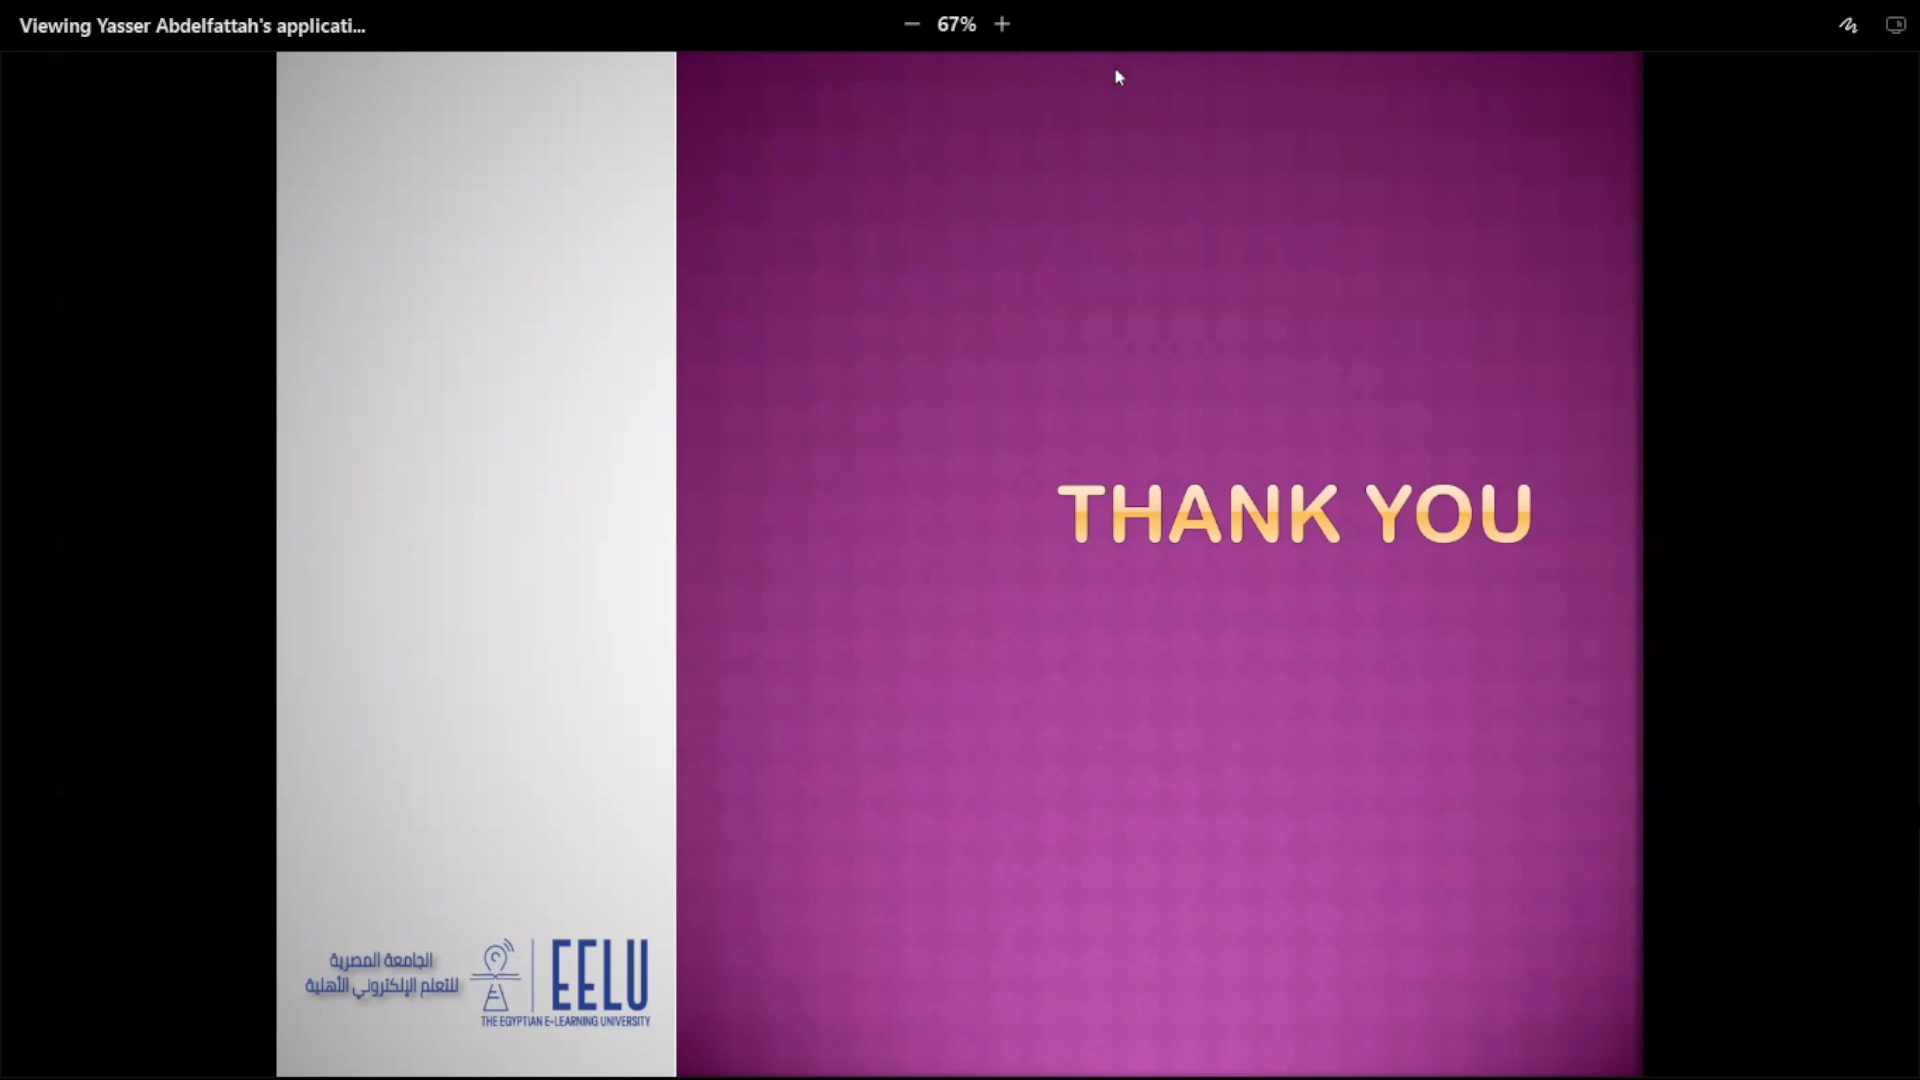 Viewing Yasser Abdelfattah's applicati...
67%
THANK YOU
الجامعة المصرية
للتعلم الإلكتروني الأهلية
EELU
THE EGYPTIAN E-LEARNING UNIVERSITY